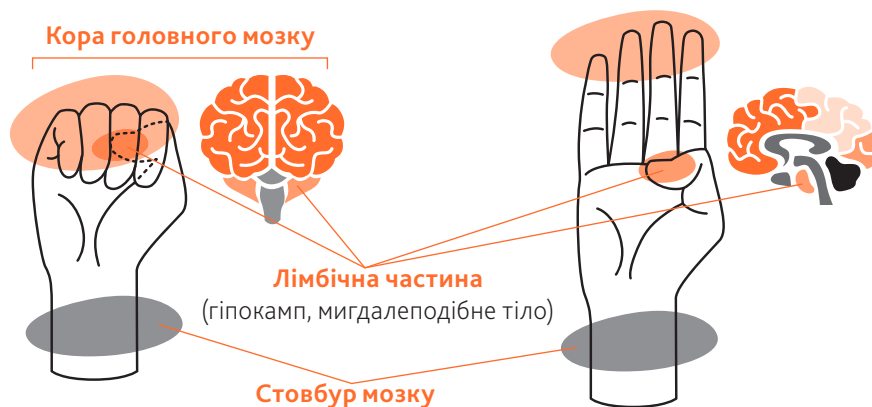 Кора головного мозку
Лімбічна частина
(гіпокамп, мигдалеподібне тіло)
Стовбур мозку